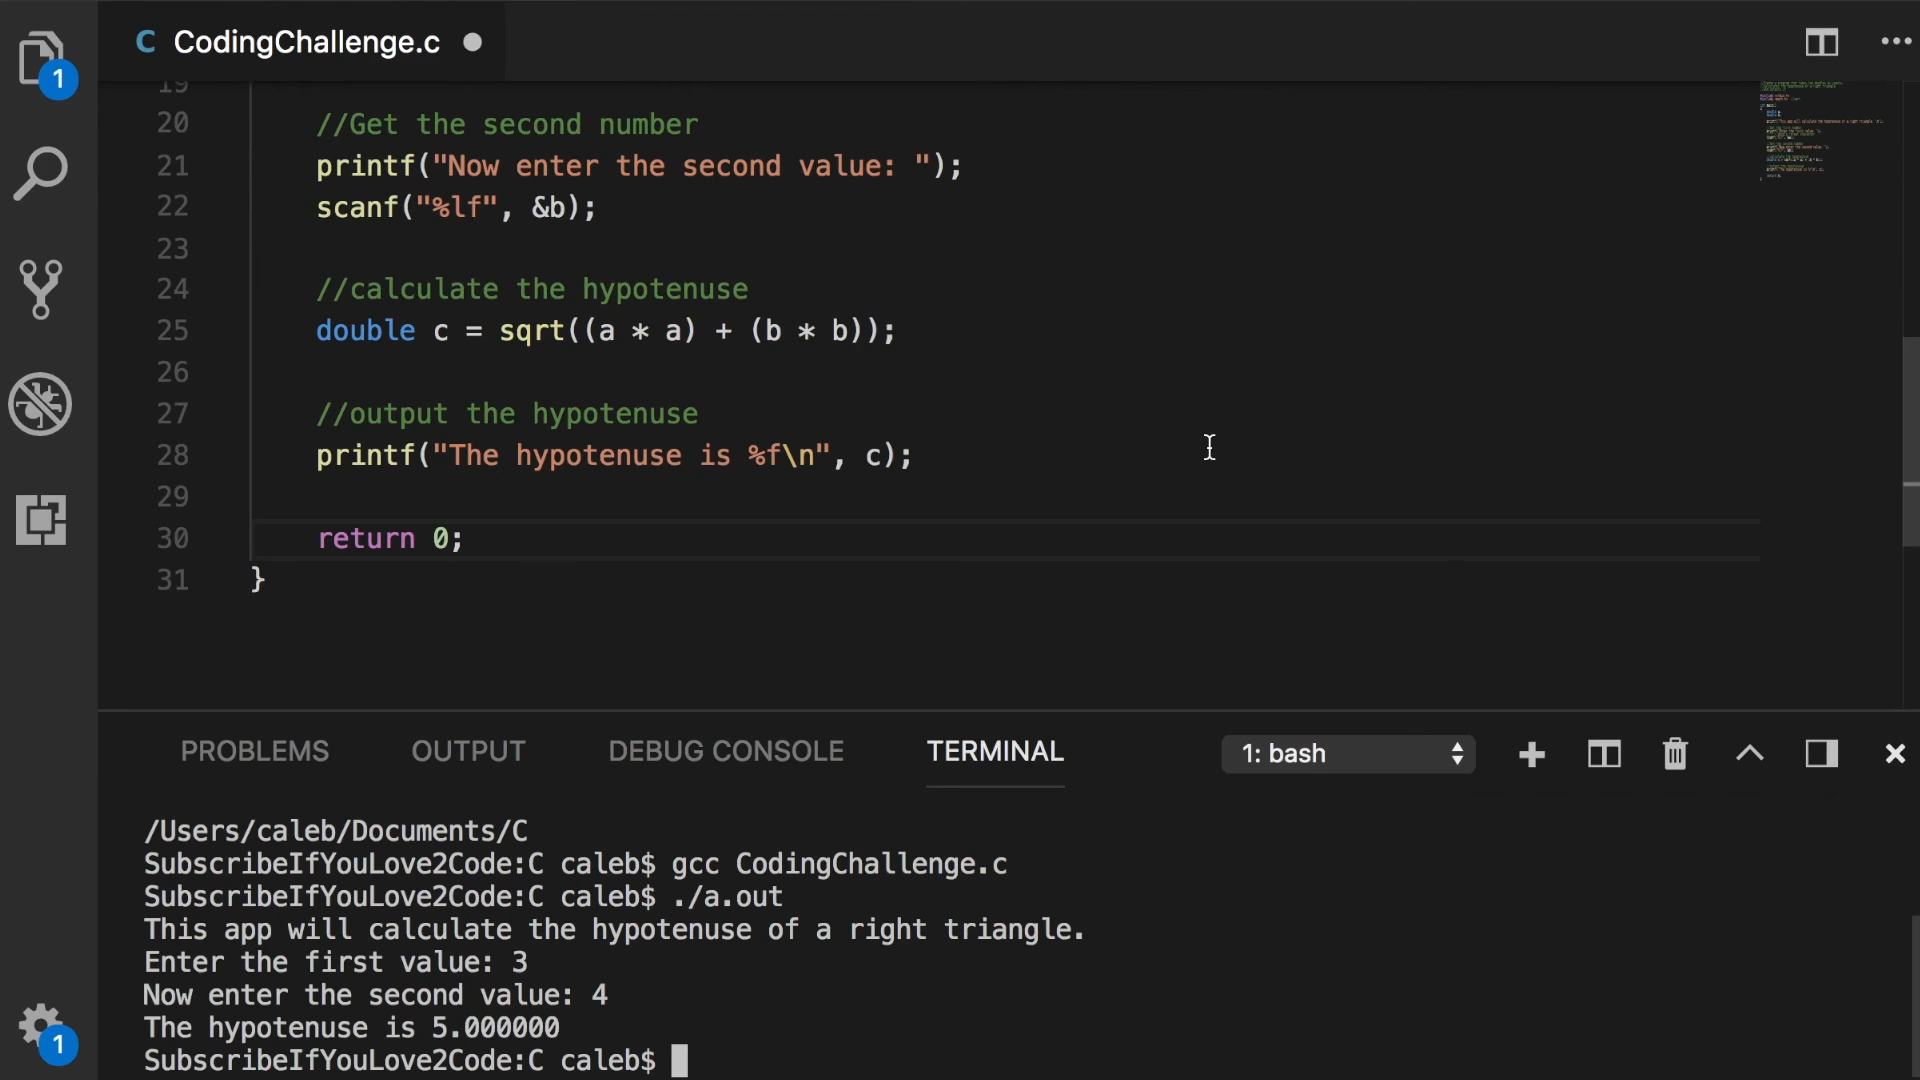 C CodingChallenge.c
1
19
20 //Get the second number
21 printf("Now enter the second value: ");
22 scanf("%lf", &b);
23
24 //calculate the hypotenuse
25 double c = sqrt((a * a) + (b * b));
26
27 //output the hypotenuse
28 printf("The hypotenuse is %f\n", c);
29
30 return 0;
31 }
PROBLEMS OUTPUT DEBUG CONSOLE TERMINAL 1: bash
/Users/caleb/Documents/C
SubscribeIfYouLove2Code:C caleb$ gcc CodingChallenge.c
SubscribeIfYouLove2Code:C caleb$ ./a.out
This app will calculate the hypotenuse of a right triangle.
Enter the first value: 3
Now enter the second value: 4
The hypotenuse is 5.000000
SubscribeIfYouLove2Code:C caleb$
1